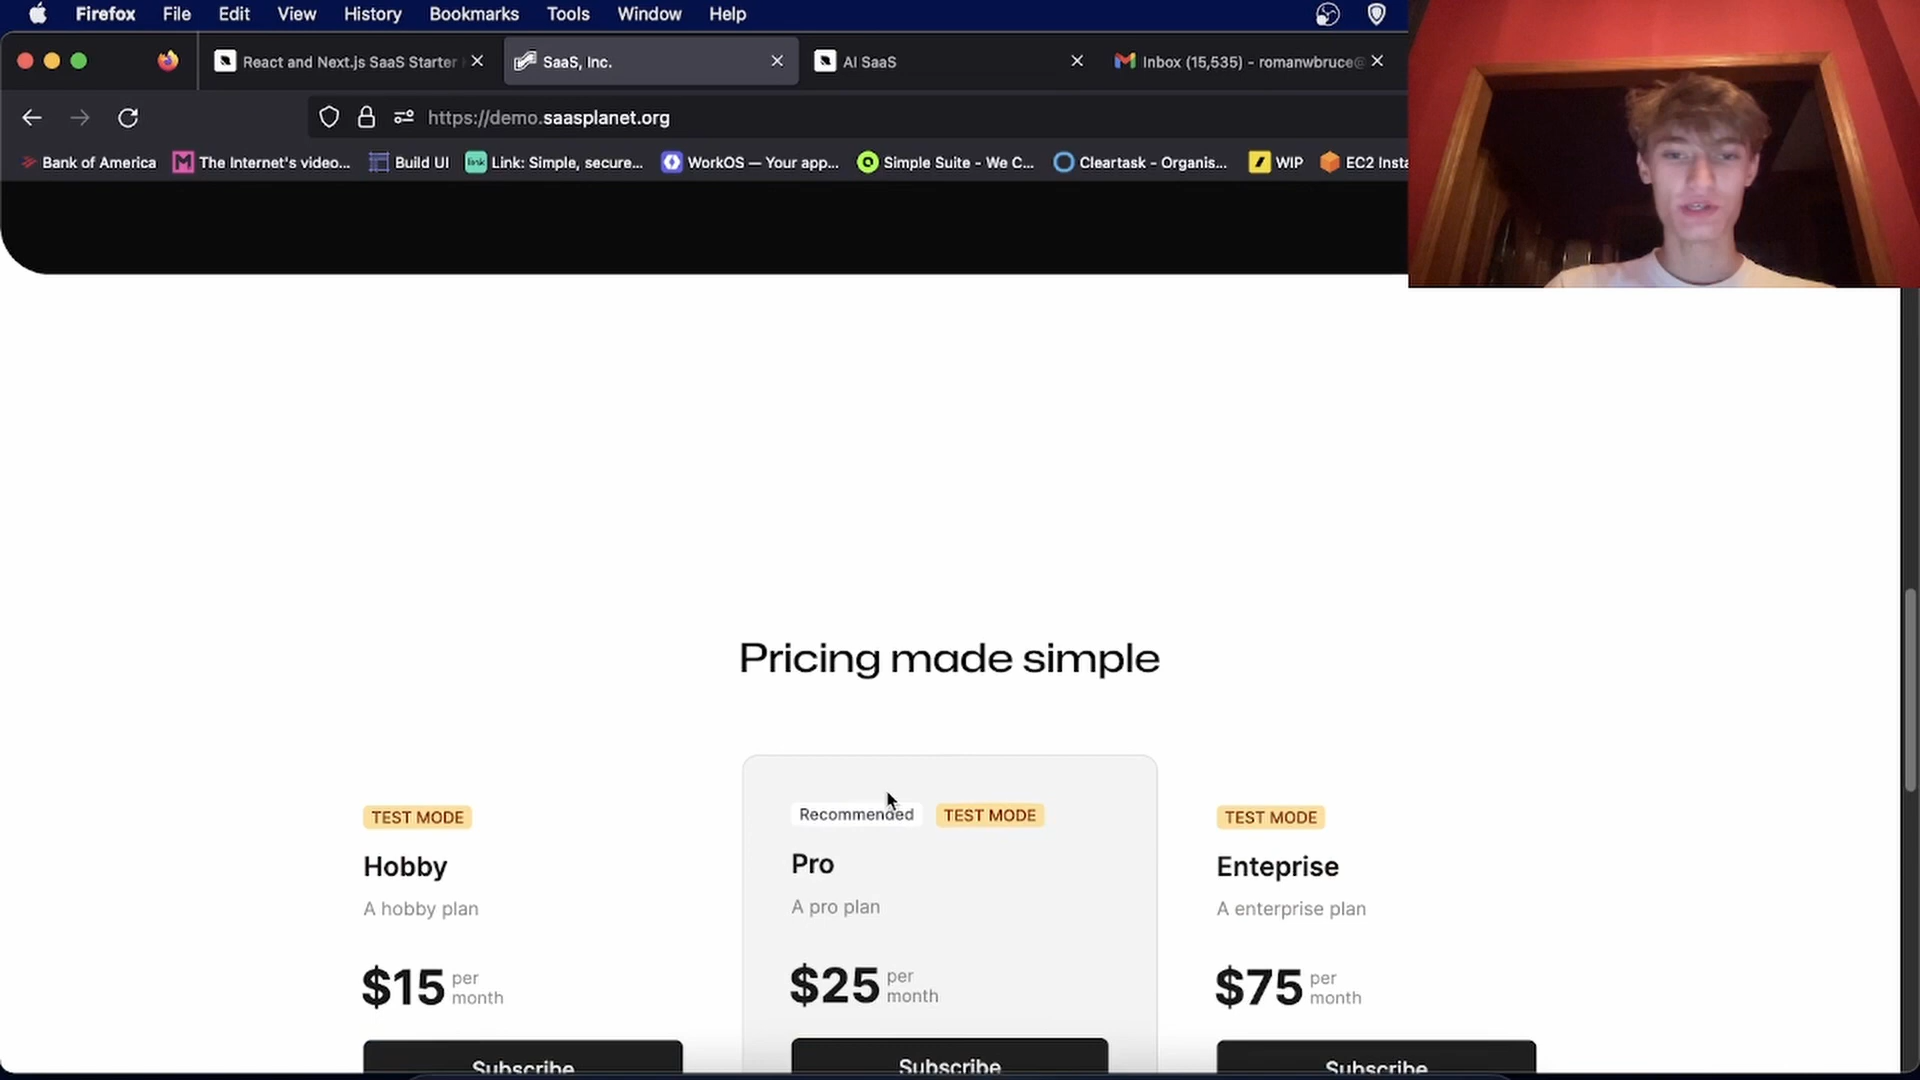 Firefox File Edit View History Bookmarks Tools Window Help
React and Next.js SaaS Starter
SaaS, Inc.
AI SaaS
Inbox (15,535) - romanwbruce@
https://demo.saasplanet.org
Bank of America
The Internet's video...
Build UI
Link: Simple, secure...
WorkOS — Your app...
Simple Suite - We C...
Cleartask - Organis...
WIP
EC2 Insta
Pricing made simple
TEST MODE
Hobby
A hobby plan
$15 per month
Subscribe
Recommended TEST MODE
Pro
A pro plan
$25 per month
Subscribe
TEST MODE
Enteprise
A enterprise plan
$75 per month
Subscribe